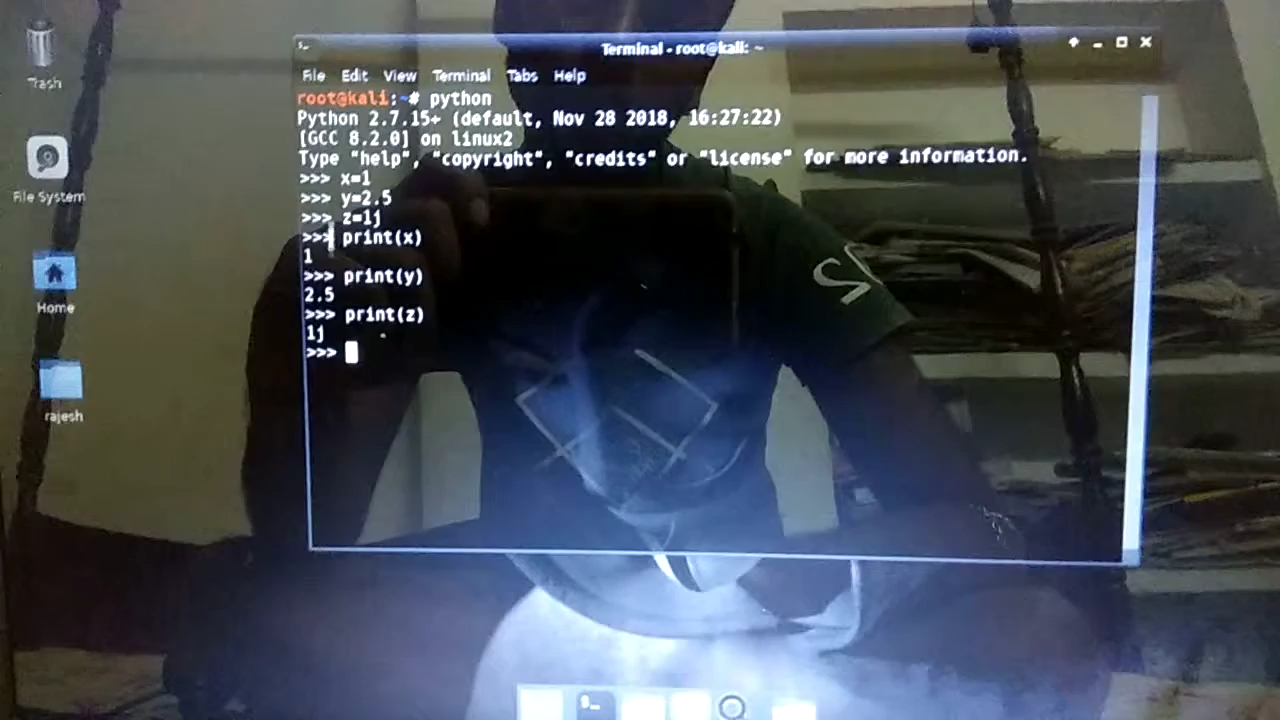 Terminal - root@kali: ~
File Edit View Terminal Tabs Help
root@kali:~# python
Python 2.7.15+ (default, Nov 28 2018, 16:27:22)
[GCC 8.2.0] on linux2
Type "help", "copyright", "credits" or "license" for more information.
>>> x=1
>>> y=2.5
>>> z=1j
>>> print(x)
1
>>> print(y)
2.5
>>> print(z)
1j
>>>
Trash
File System
Home
rajesh